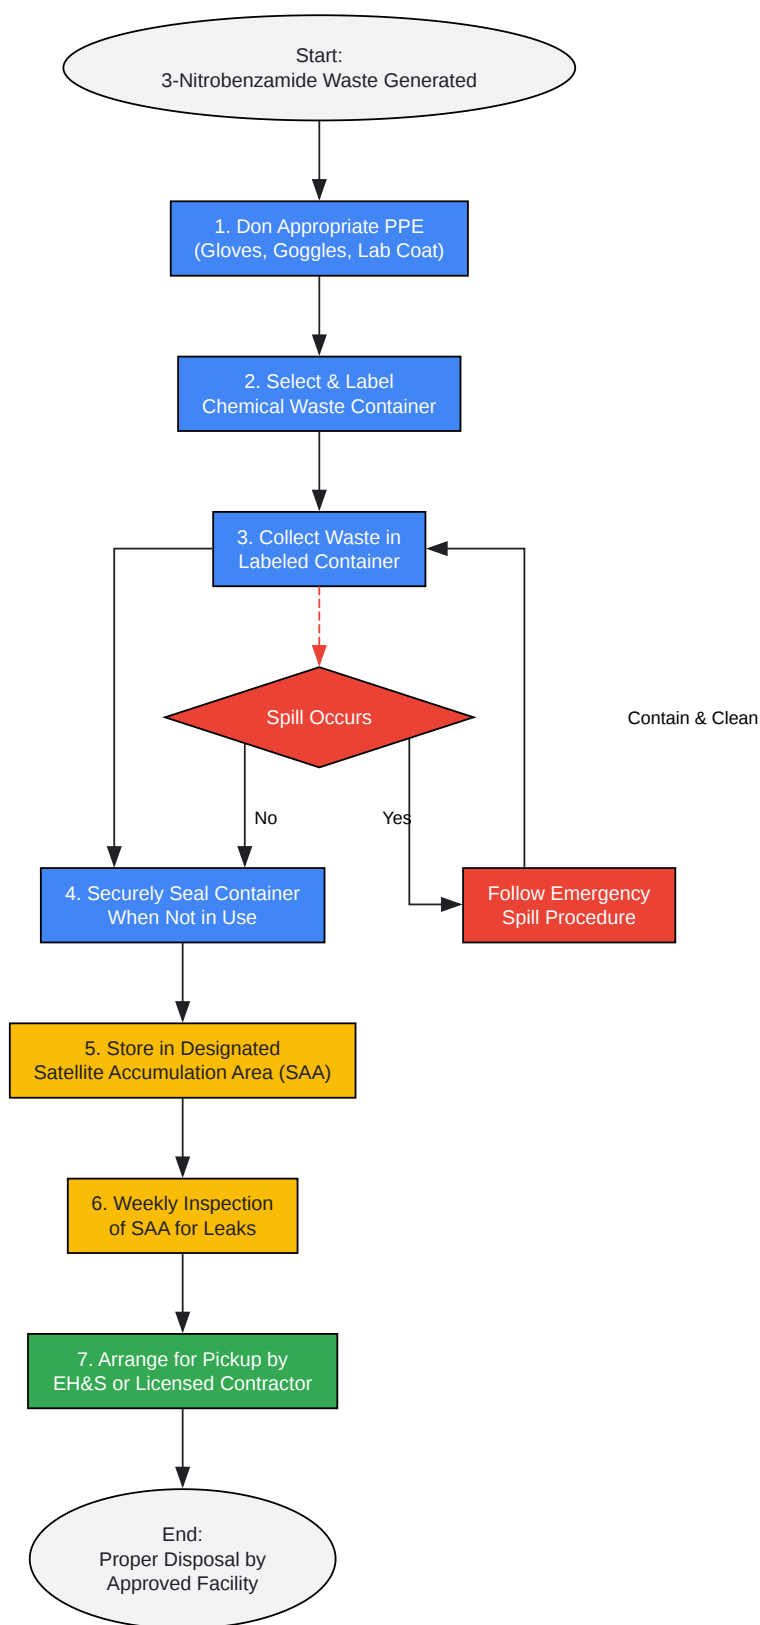 Start:
3-Nitrobenzamide Waste Generated
1. Don Appropriate PPE
(Gloves, Goggles, Lab Coat)
2. Select & Label
Chemical Waste Container
3. Collect Waste in
Labeled Container
Spill Occurs
Contain & Clean
No
Yes
4. Securely Seal Container
When Not in Use
Follow Emergency
Spill Procedure
5. Store in Designated
Satellite Accumulation Area (SAA)
6. Weekly Inspection
of SAA for Leaks
7. Arrange for Pickup by
EH&S or Licensed Contractor
End:
Proper Disposal by
Approved Facility